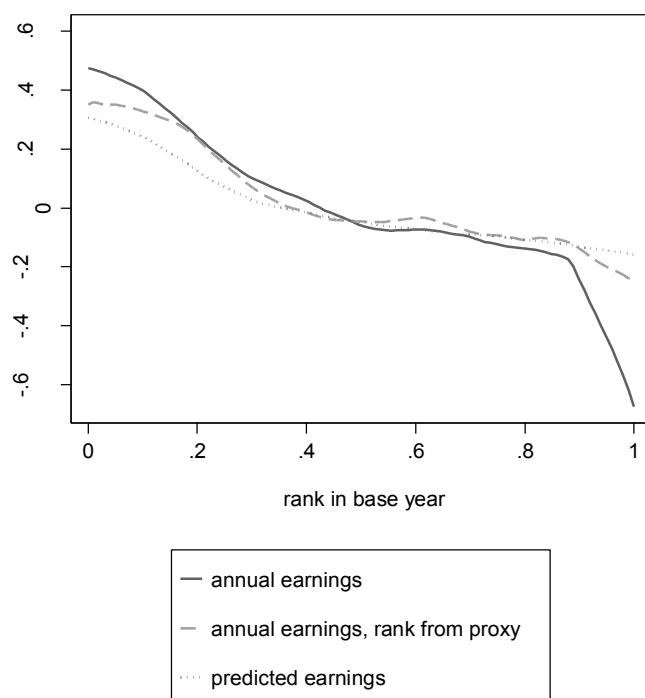 .6
.4
.2
0
-.2
-.4
-.6
0 .2 .4 .6 .8 1
rank in base year
annual earnings
annual earnings, rank from proxy
predicted earnings